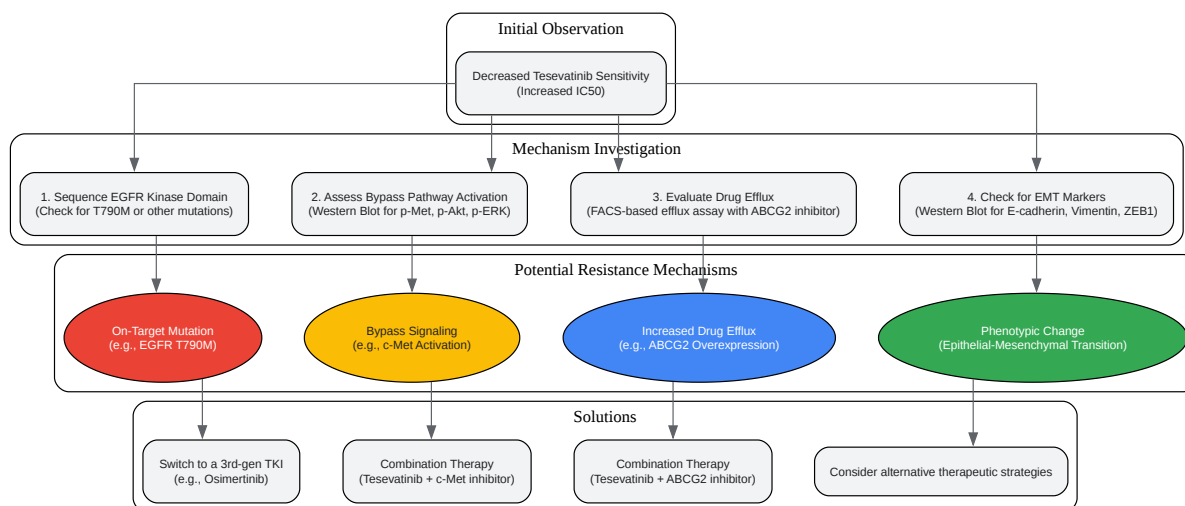 Initial Observation
Decreased Tesevatinib Sensitivity
(Increased IC50)
Mechanism Investigation
1. Sequence EGFR Kinase Domain
(Check for T790M or other mutations)
2. Assess Bypass Pathway Activation
(Western Blot for p-Met, p-Akt, p-ERK)
3. Evaluate Drug Efflux
(FACS-based efflux assay with ABCG2 inhibitor)
4. Check for EMT Markers
(Western Blot for E-cadherin, Vimentin, ZEB1)
Potential Resistance Mechanisms
On-Target Mutation
(e.g., EGFR T790M)
Bypass Signaling
(e.g., c-Met Activation)
Increased Drug Efflux
(e.g., ABCG2 Overexpression)
Phenotypic Change
(Epithelial-Mesenchymal Transition)
Solutions
Switch to a 3rd-gen TKI
(e.g., Osimertinib)
Combination Therapy
(Tesevatinib + c-Met inhibitor)
Combination Therapy
(Tesevatinib + ABCG2 inhibitor)
Consider alternative therapeutic strategies